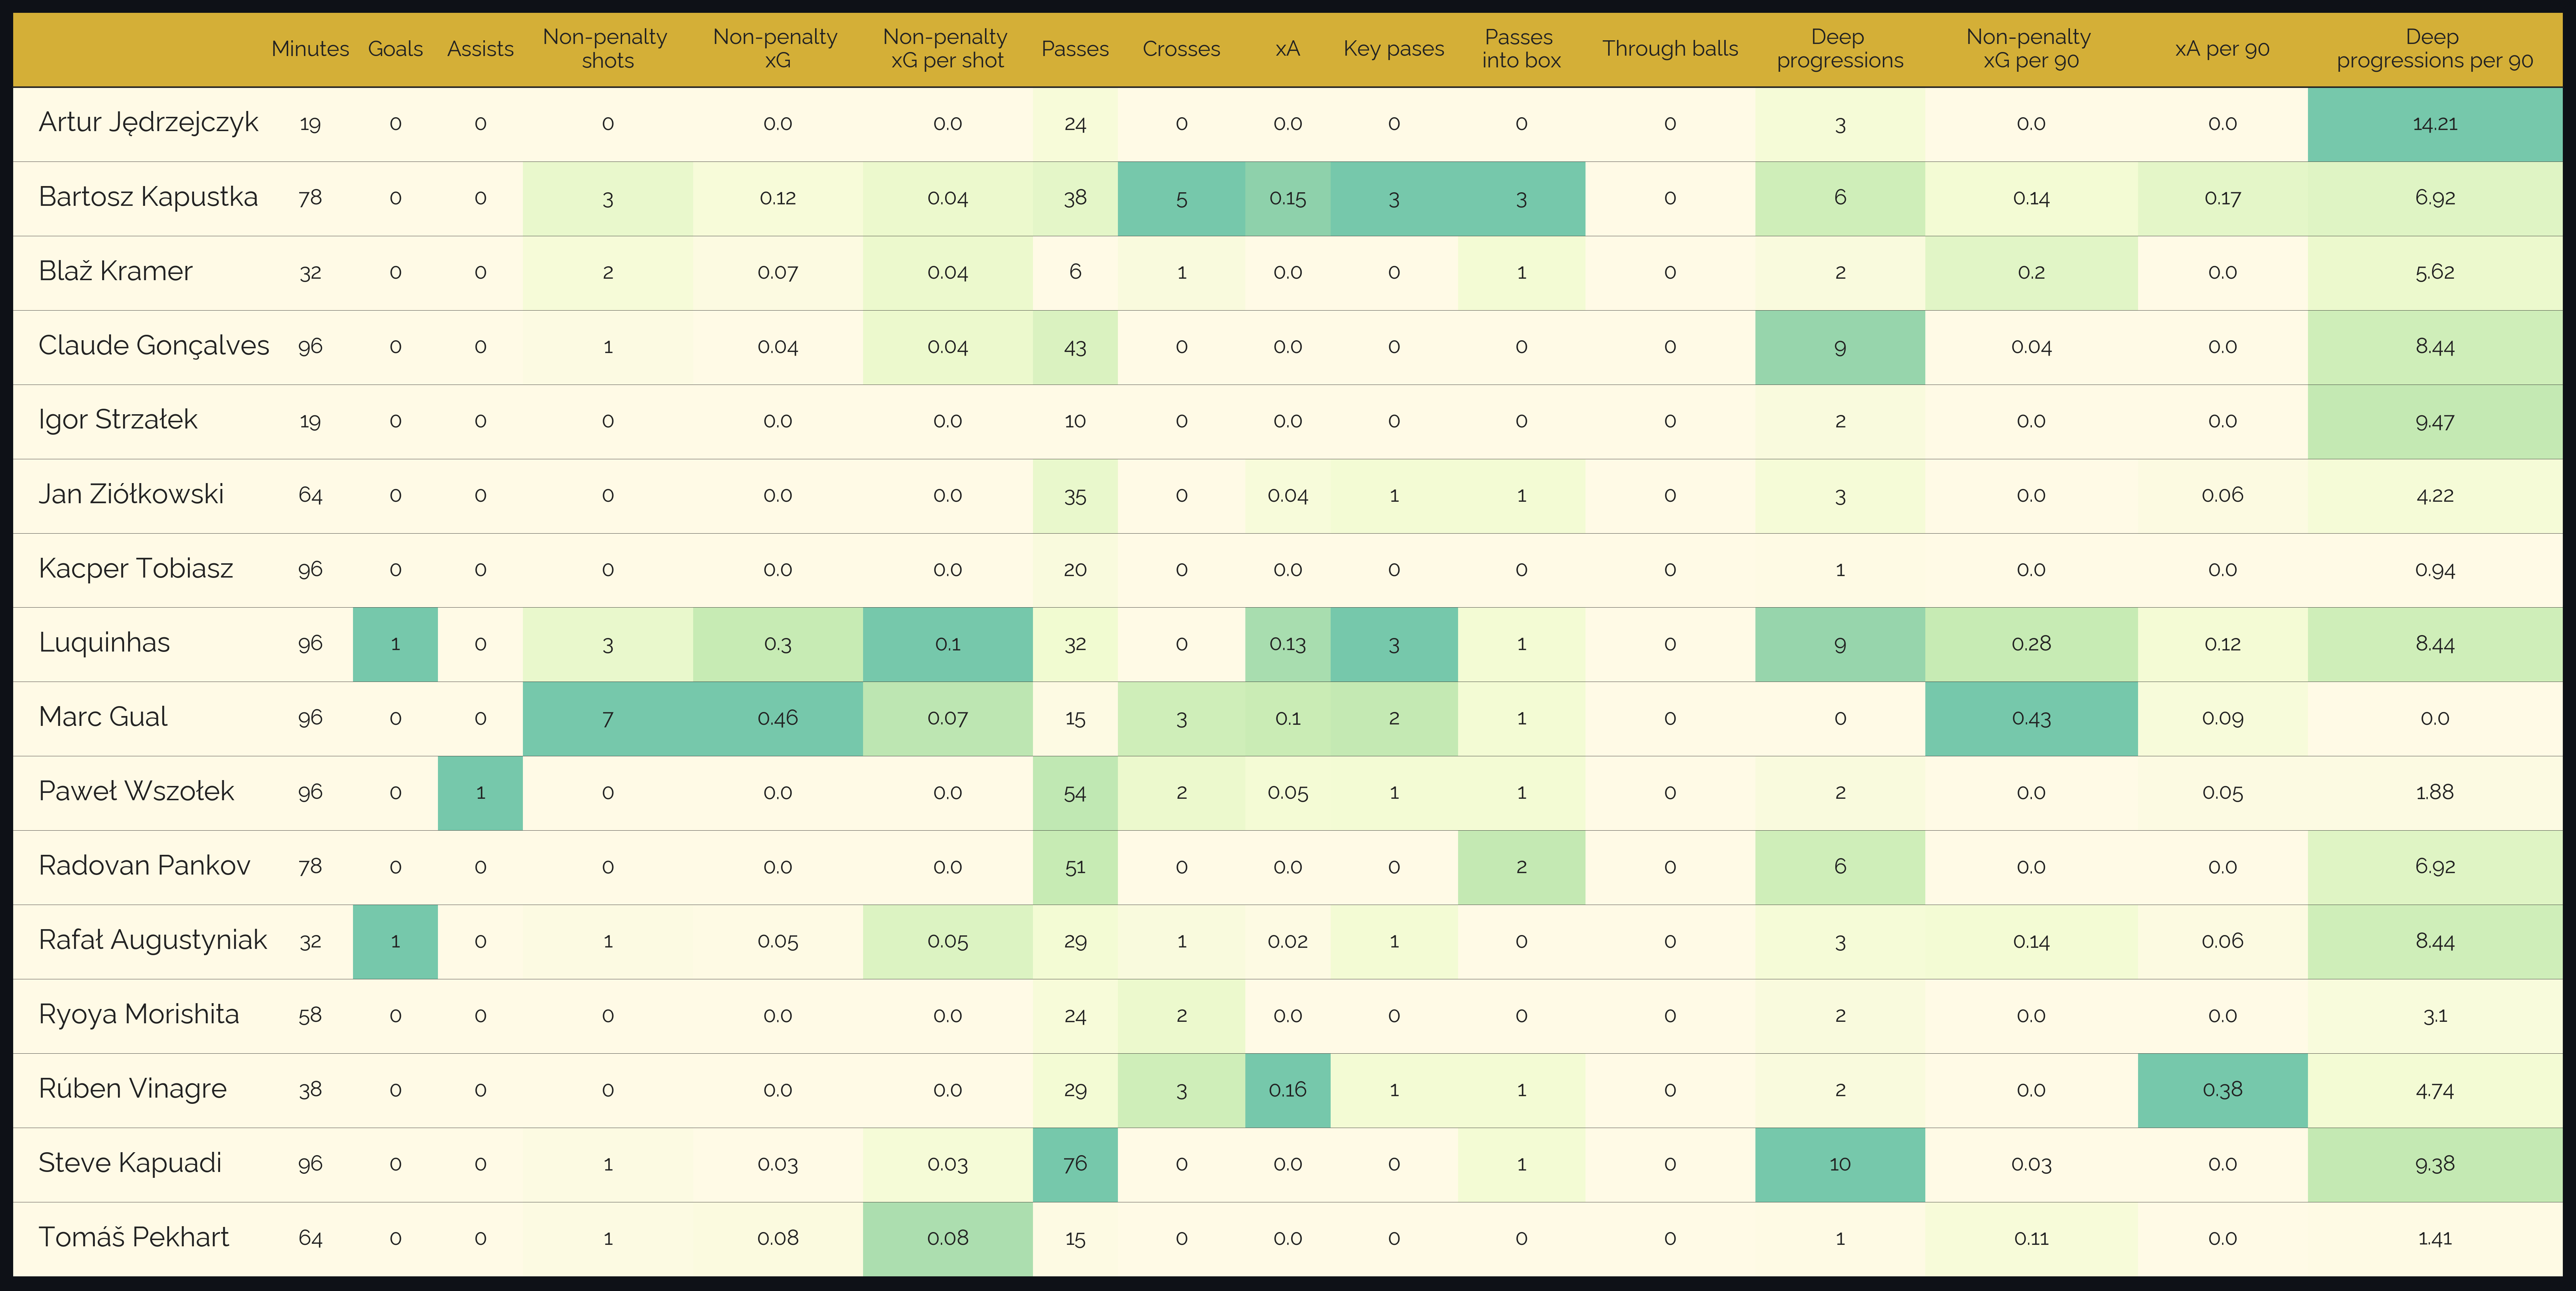 Minutes Goals Assists Non-penalty shots Non-penalty xG Non-penalty xG per shot Passes Crosses xA Key pases Passes into box Through balls Deep progressions Non-penalty xG per 90 xA per 90 Deep progressions per 90
Artur Jędrzejczyk 19 0 0 0 0.0 0.0 24 0 0.0 0 0 0 3 0.0 0.0 14.21
Bartosz Kapustka 78 0 0 3 0.12 0.04 38 5 0.15 3 3 0 6 0.14 0.17 6.92
Blaž Kramer 32 0 0 2 0.07 0.04 6 1 0.0 0 1 0 2 0.2 0.0 5.62
Claude Gonçalves 96 0 0 1 0.04 0.04 43 0 0.0 0 0 0 9 0.04 0.0 8.44
Igor Strzałek 19 0 0 0 0.0 0.0 10 0 0.0 0 0 0 2 0.0 0.0 9.47
Jan Ziółkowski 64 0 0 0 0.0 0.0 35 0 0.04 1 1 0 3 0.0 0.06 4.22
Kacper Tobiasz 96 0 0 0 0.0 0.0 20 0 0.0 0 0 0 1 0.0 0.0 0.94
Luquinhas 96 1 0 3 0.3 0.1 32 0 0.13 3 1 0 9 0.28 0.12 8.44
Marc Gual 96 0 0 7 0.46 0.07 15 3 0.1 2 1 0 0 0.43 0.09 0.0
Paweł Wszołek 96 0 1 0 0.0 0.0 54 2 0.05 1 1 0 2 0.0 0.05 1.88
Radovan Pankov 78 0 0 0 0.0 0.0 51 0 0.0 0 2 0 6 0.0 0.0 6.92
Rafał Augustyniak 32 1 0 1 0.05 0.05 29 1 0.02 1 0 0 3 0.14 0.06 8.44
Ryoya Morishita 58 0 0 0 0.0 0.0 24 2 0.0 0 0 0 2 0.0 0.0 3.1
Rúben Vinagre 38 0 0 0 0.0 0.0 29 3 0.16 1 1 0 2 0.0 0.38 4.74
Steve Kapuadi 96 0 0 1 0.03 0.03 76 0 0.0 0 1 0 10 0.03 0.0 9.38
Tomáš Pekhart 64 0 0 1 0.08 0.08 15 0 0.0 0 0 0 1 0.11 0.0 1.41